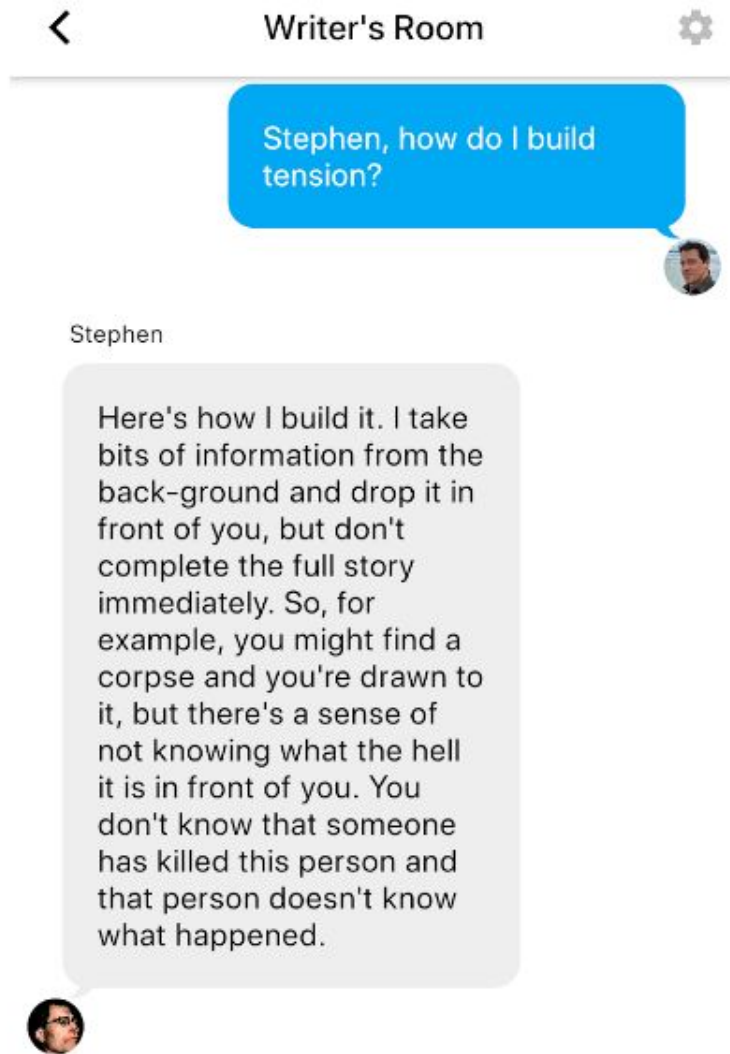 Writer's Room
Stephen, how do I build
tension?
Stephen
Here's how I build it. I take
bits of information from the
back-ground and drop it in
front of you, but don't
complete the full story
immediately. So, for
example, you might find a
corpse and you're drawn to
it, but there's a sense of
not knowing what the hell
it is in front of you. You
don't know that someone
has killed this person and
that person doesn't know
what happened.